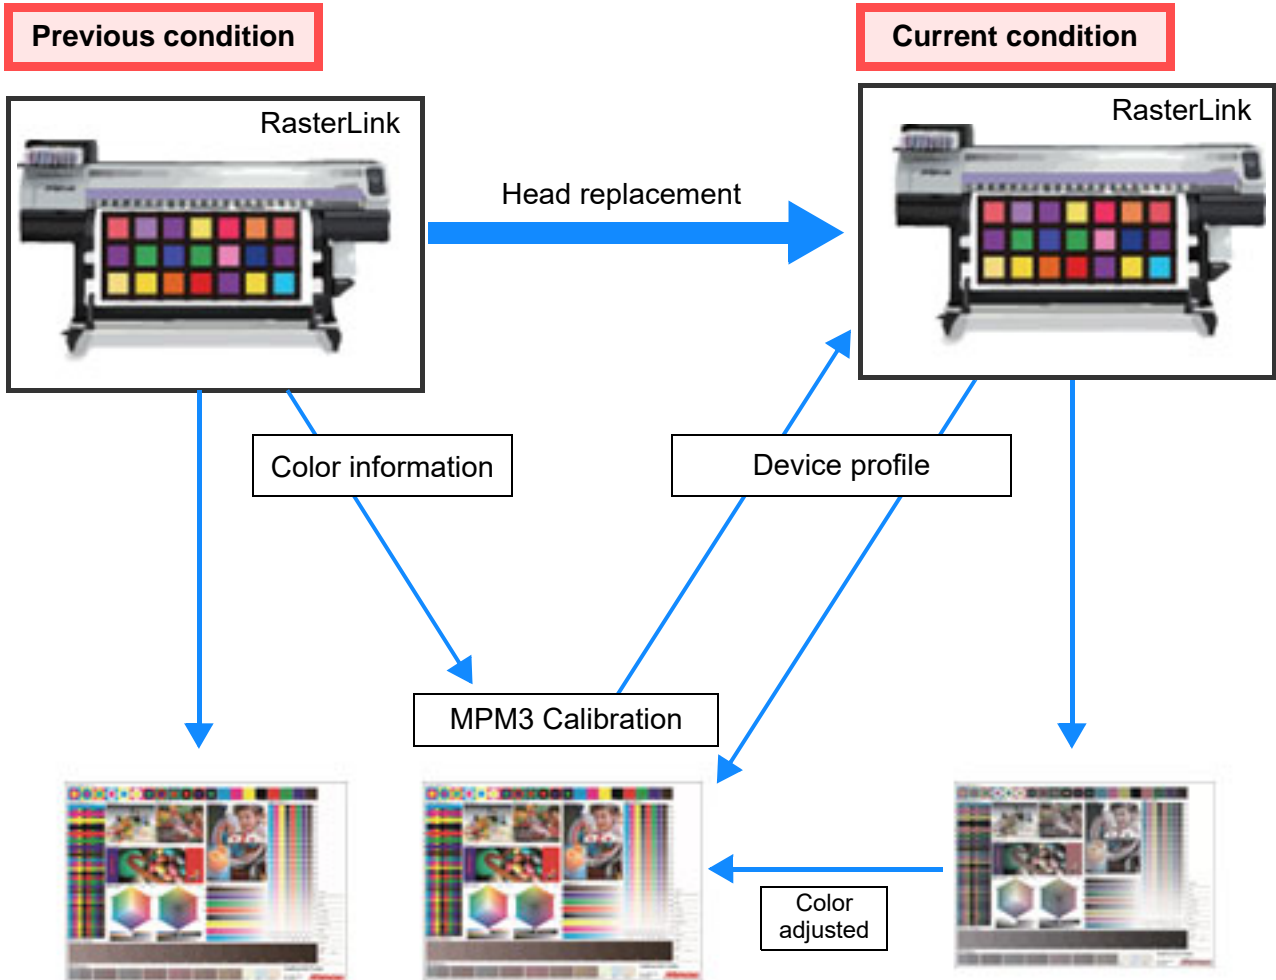 Previous condition
Current condition
RasterLink
RasterLink
Head replacement
Color information
Device profile
MPM3 Calibration
Color
adjusted